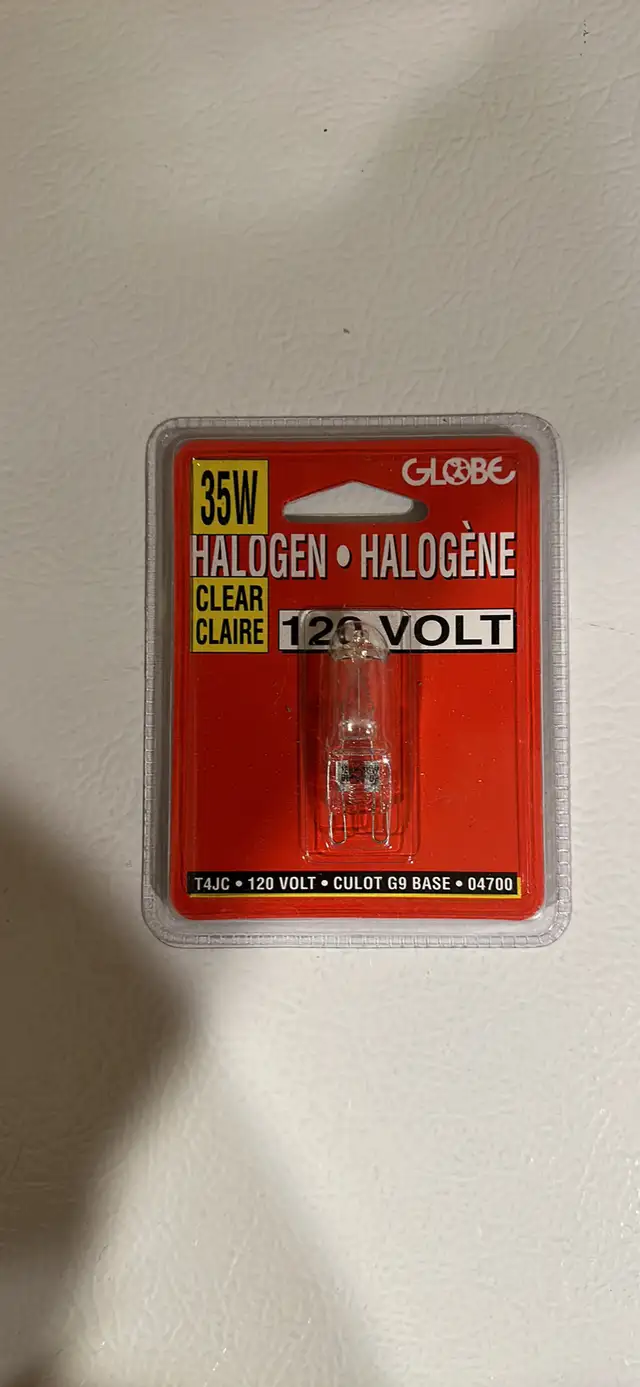 GLOBE
35W
HALOGEN • HALOGÈNE
CLEAR
CLAIRE
120 VOLT
T4JC • 120 VOLT • CULOT G9 BASE • 04700